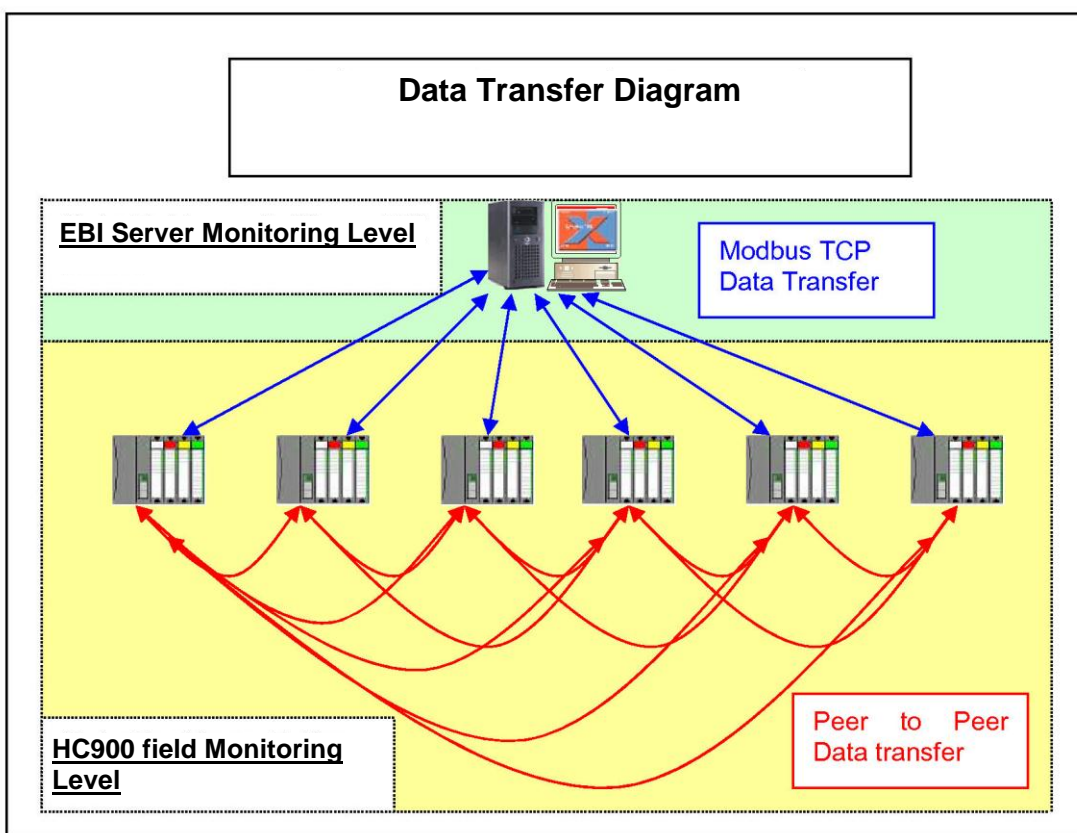 Data Transfer Diagram
EBI Server Monitoring Level
Modbus TCP
Data Transfer
HC900 field Monitoring
Level
Peer to Peer
Data transfer